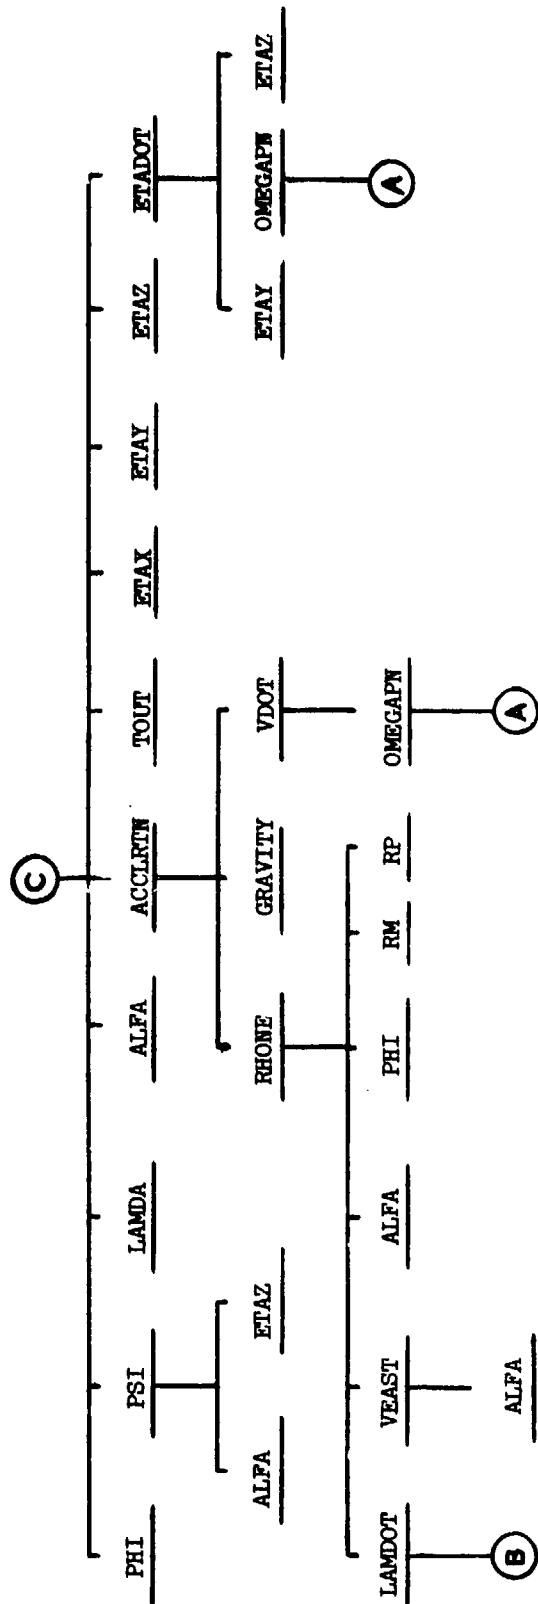 C
PHI PSI LAMDA ALFA ACCLRTN TOUT ETAX ETAY ETAZ ETADOT
ALFA ETAZ RHONE GRAVITY VDOT ETAY OMEGAPN ETAZ
LAMDOT VEAST ALFA PHI RM RP OMEGAPN A
B ALFA A